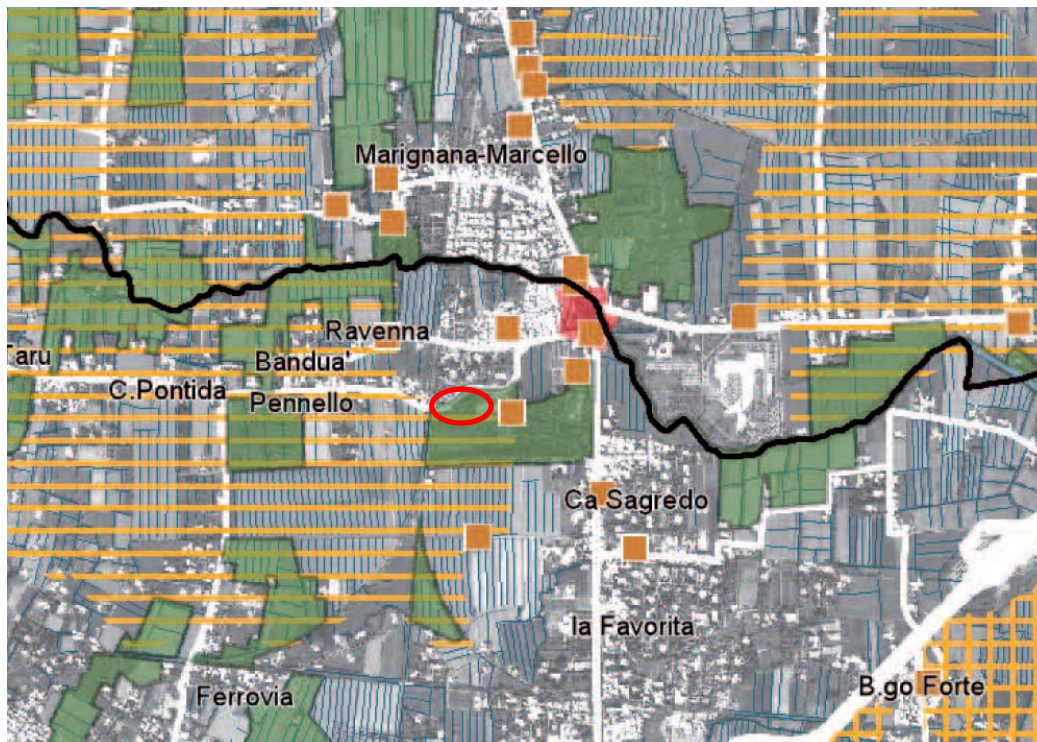 Marignana-Marcello
Ravenna
Bandua'
Taru
C.Pontida
Pennello
Ca Sagredo
la Favorita
Ferrovia
B.go Forte